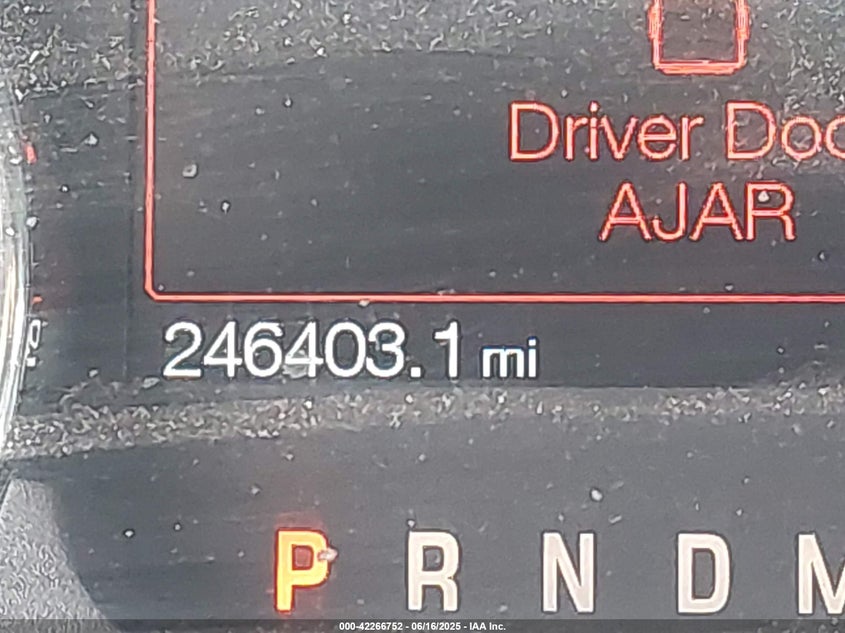 Driver Doo
AJAR
246403.1 mi
P R N D M
000-42266752 - 06/16/2025 - IAA Inc.